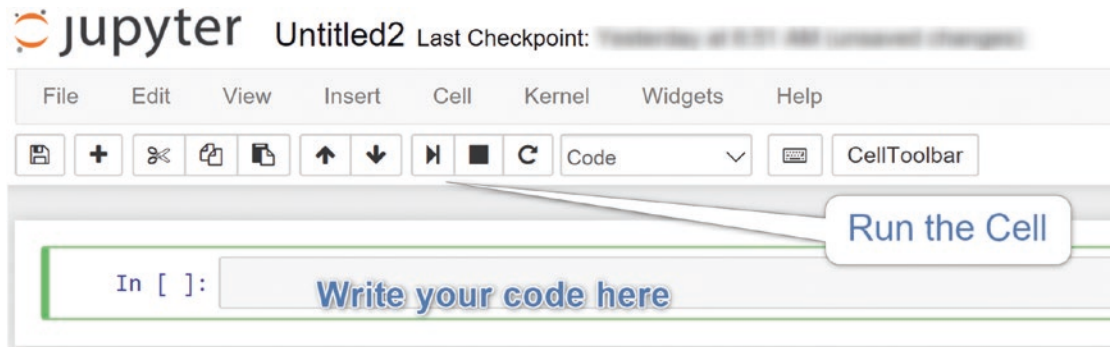 jupyter Untitled2 Last Checkpoint:
File Edit View Insert Cell Kernel Widgets Help
Code CellToolbar
Run the Cell
In [ ]: Write your code here